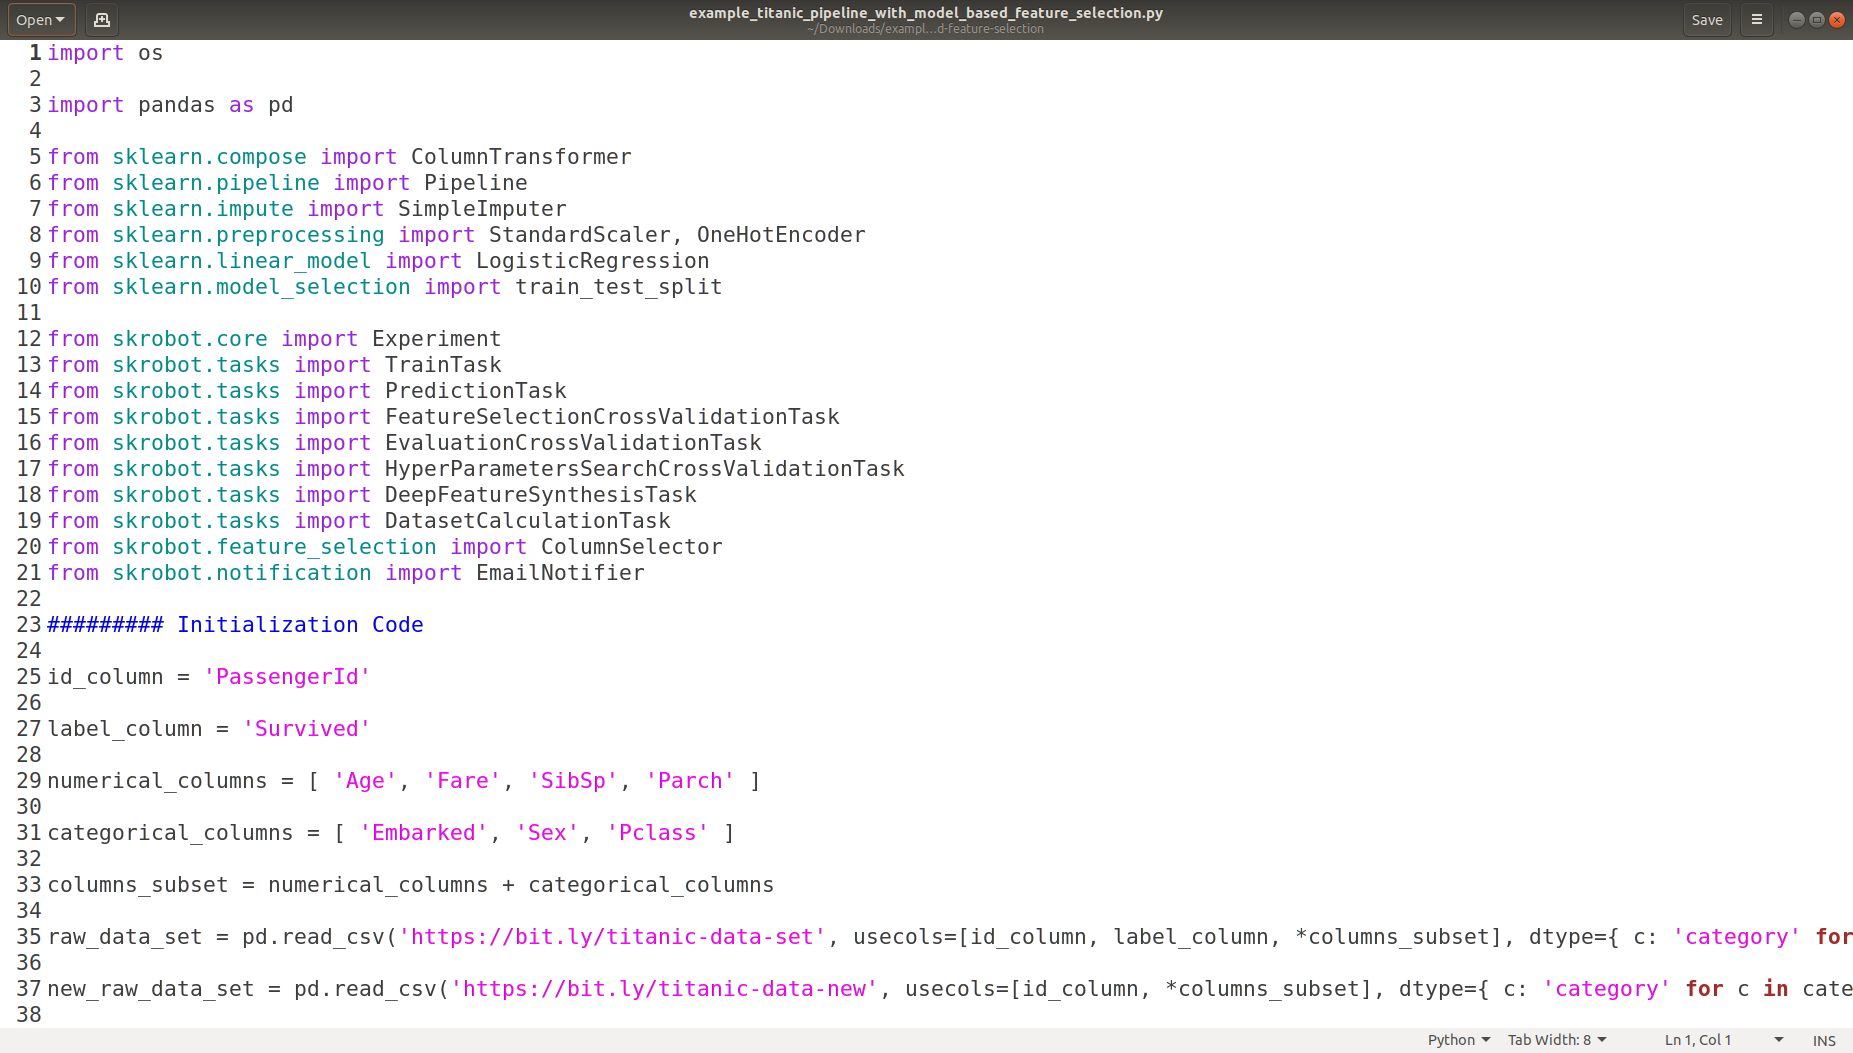 Open
example_titanic_pipeline_with_model_based_feature_selection.py
~/Downloads/exampl…d-feature-selection
Save
1 import os
2
3 import pandas as pd
4
5 from sklearn.compose import ColumnTransformer
6 from sklearn.pipeline import Pipeline
7 from sklearn.impute import SimpleImputer
8 from sklearn.preprocessing import StandardScaler, OneHotEncoder
9 from sklearn.linear_model import LogisticRegression
10 from sklearn.model_selection import train_test_split
11
12 from skrobot.core import Experiment
13 from skrobot.tasks import TrainTask
14 from skrobot.tasks import PredictionTask
15 from skrobot.tasks import FeatureSelectionCrossValidationTask
16 from skrobot.tasks import EvaluationCrossValidationTask
17 from skrobot.tasks import HyperParametersSearchCrossValidationTask
18 from skrobot.tasks import DeepFeatureSynthesisTask
19 from skrobot.tasks import DatasetCalculationTask
20 from skrobot.feature_selection import ColumnSelector
21 from skrobot.notification import EmailNotifier
22
23 ######### Initialization Code
24
25 id_column = 'PassengerId'
26
27 label_column = 'Survived'
28
29 numerical_columns = [ 'Age', 'Fare', 'SibSp', 'Parch' ]
30
31 categorical_columns = [ 'Embarked', 'Sex', 'Pclass' ]
32
33 columns_subset = numerical_columns + categorical_columns
34
35 raw_data_set = pd.read_csv('https://bit.ly/titanic-data-set', usecols=[id_column, label_column, *columns_subset], dtype={ c: 'category' for
36
37 new_raw_data_set = pd.read_csv('https://bit.ly/titanic-data-new', usecols=[id_column, *columns_subset], dtype={ c: 'category' for c in cate
38
Python Tab Width: 8 Ln 1, Col 1 INS